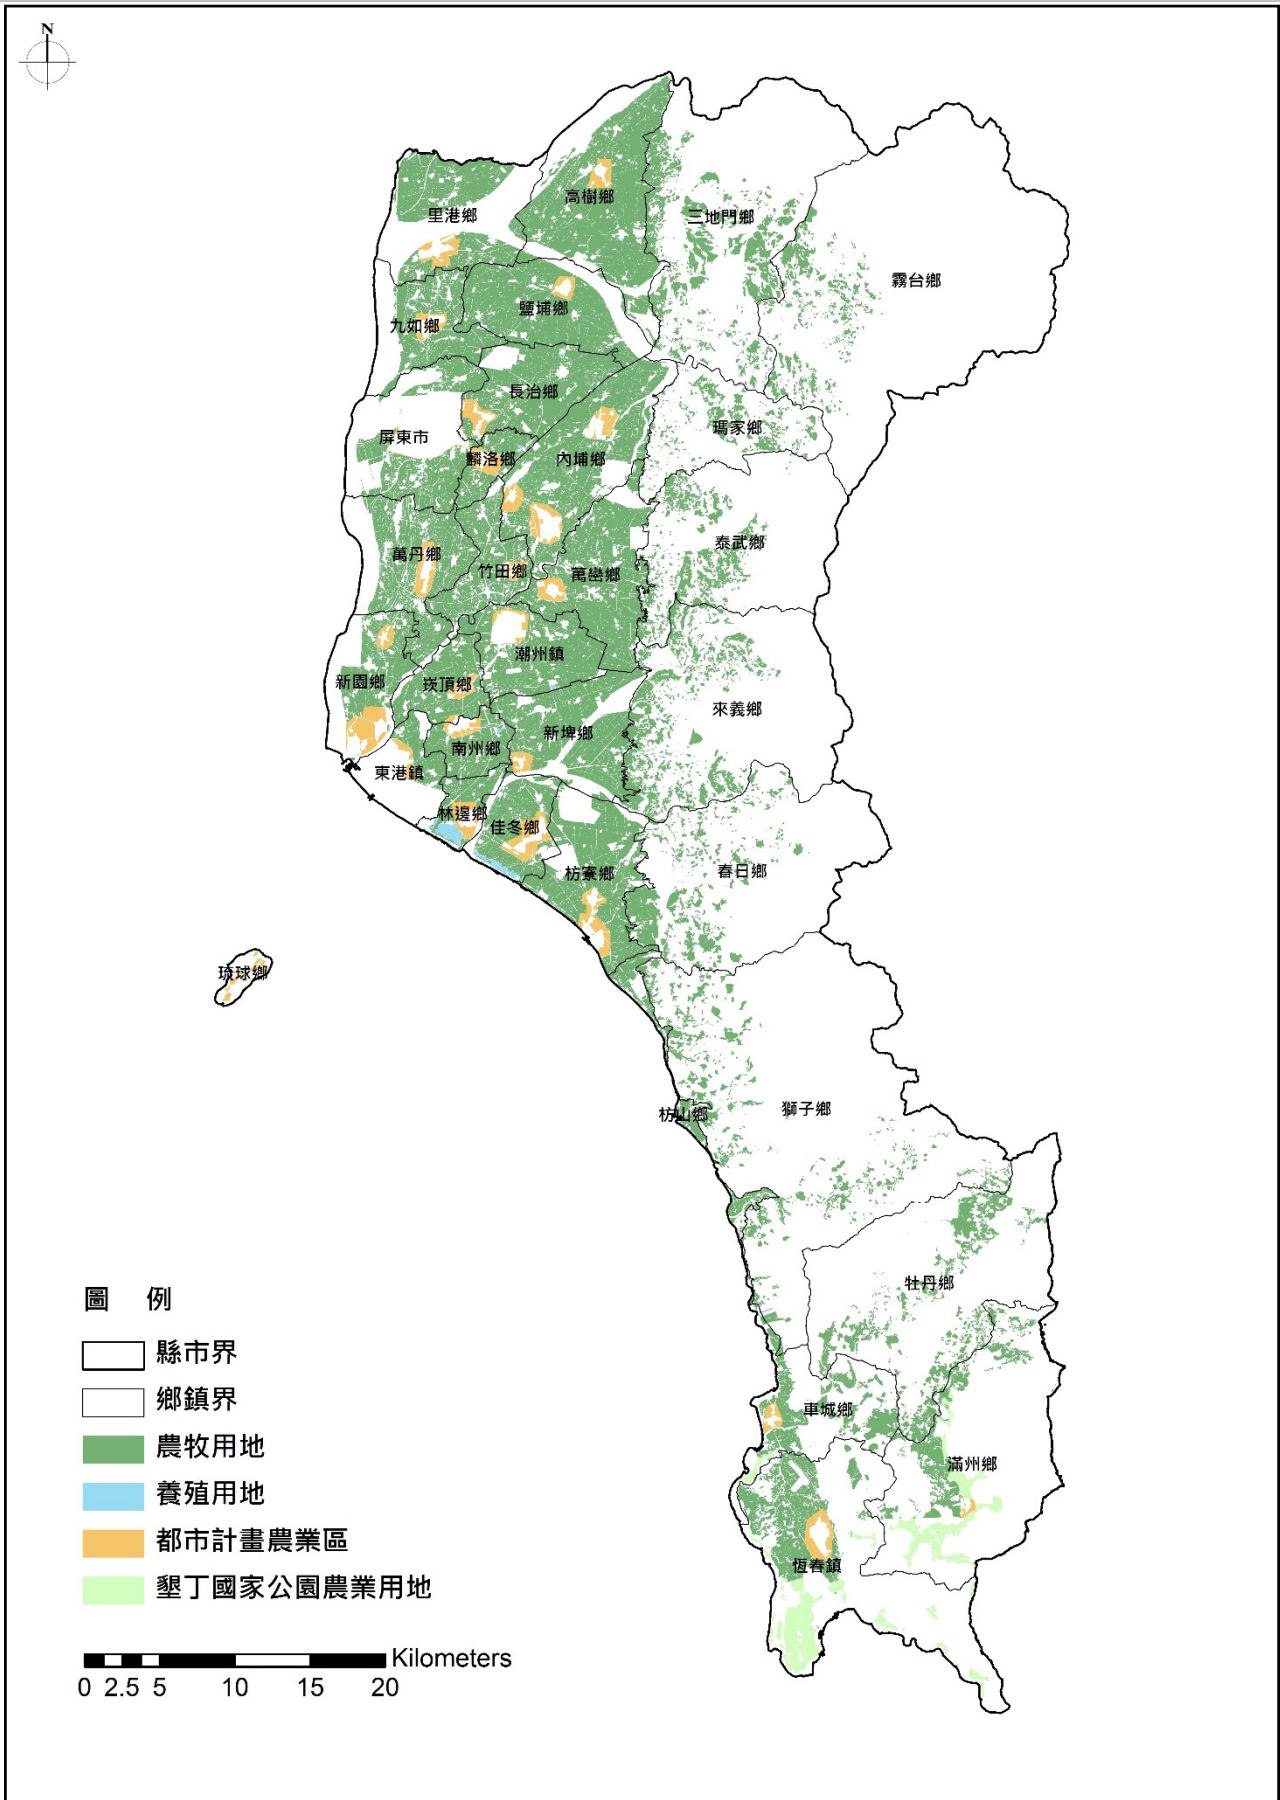 N
高樹鄉
里港鄉
三地門鄉
霧台鄉
鹽埔鄉
九如鄉
長治鄉
瑪家鄉
屏東市
麟洛鄉
內埔鄉
泰武鄉
萬丹鄉
竹田鄉
萬巒鄉
潮州鎮
新園鄉
崁頂鄉
來義鄉
新埤鄉
南州鄉
東港鎮
林邊鄉
佳冬鄉
枋寮鄉
春日鄉
琉球鄉
枋山鄉
獅子鄉
牡丹鄉
車城鄉
滿州鄉
恆春鎮
圖 例
縣市界
鄉鎮界
農牧用地
養殖用地
都市計畫農業區
墾丁國家公園農業用地
Kilometers
0 2.5 5 10 15 20